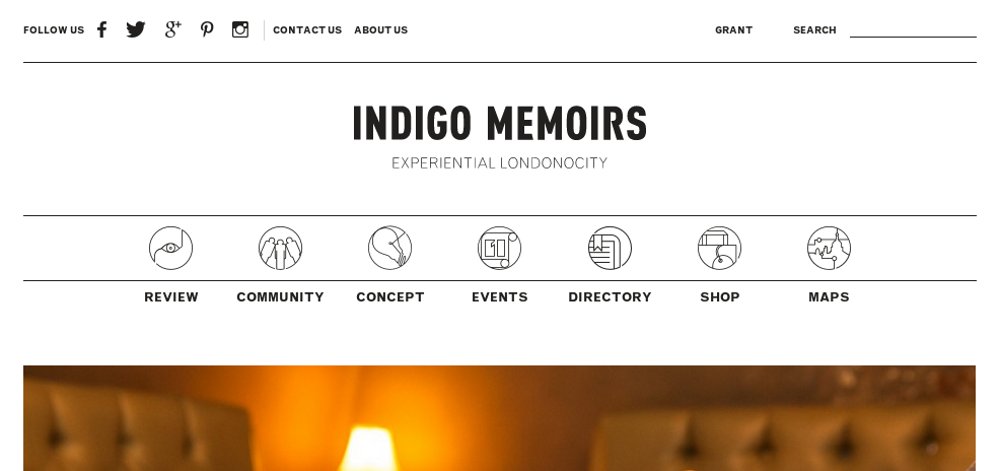 FOLLOW US CONTACT US ABOUT US GRANT SEARCH
INDIGO MEMOIRS
EXPERIENTIAL LONDONOCITY
REVIEW COMMUNITY CONCEPT EVENTS DIRECTORY SHOP MAPS